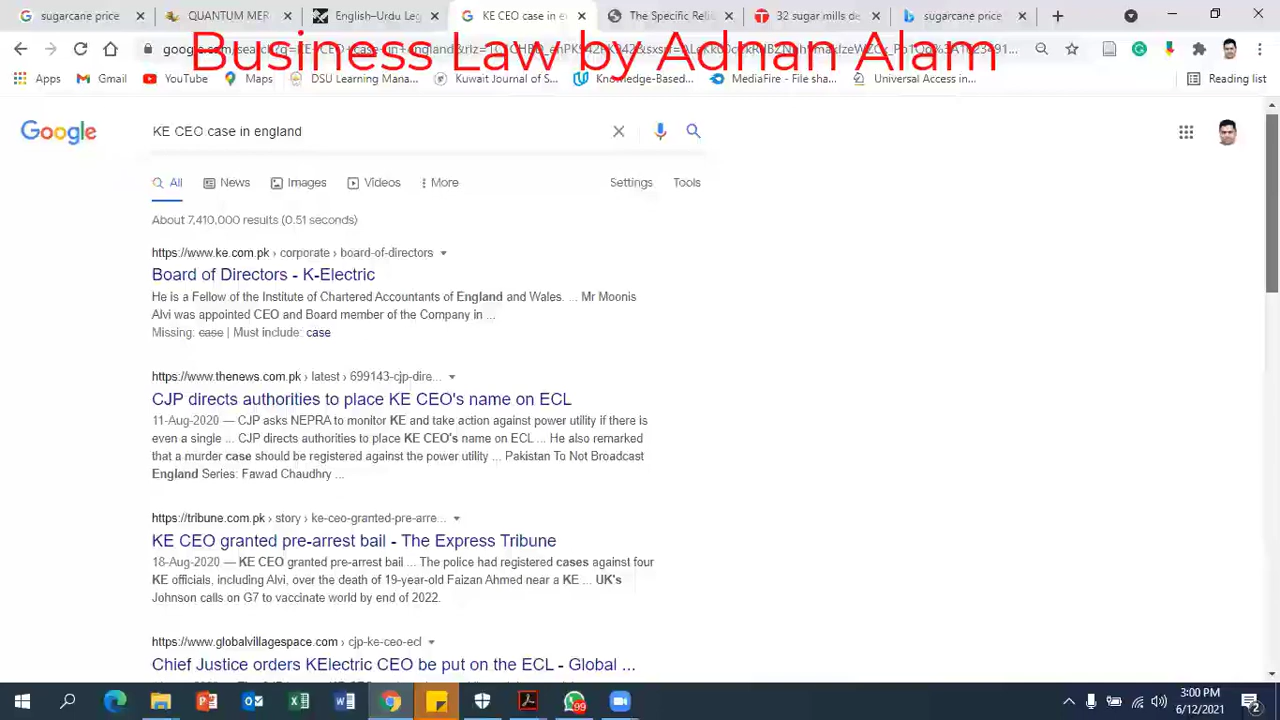 sugarcane price
QUANTUM MER
English-Urdu Leg
KE CEO case in e
The Specific Reli
32 sugar mills de
sugarcane price
Business Law by Adnan Alam
Apps
Gmail
YouTube
Maps
DSU Learning Mana...
Kuwait Journal of S...
Knowledge-Based...
MediaFire - File sha...
Universal Access in...
Reading list
Google
KE CEO case in england
All
News
Images
Videos
More
Settings
Tools
About 7,410,000 results (0.51 seconds)
https://www.ke.com.pk › corporate › board-of-directors
Board of Directors - K-Electric
He is a Fellow of the Institute of Chartered Accountants of England and Wales. ... Mr Moonis
Alvi was appointed CEO and Board member of the Company in ...
Missing: case | Must include: case
https://www.thenews.com.pk › latest › 699143-cjp-dire...
CJP directs authorities to place KE CEO's name on ECL
11-Aug-2020 — CJP asks NEPRA to monitor KE and take action against power utility if there is
even a single ... CJP directs authorities to place KE CEO's name on ECL ... He also remarked
that a murder case should be registered against the power utility ... Pakistan To Not Broadcast
England Series: Fawad Chaudhry ...
https://tribune.com.pk › story › ke-ceo-granted-pre-arre...
KE CEO granted pre-arrest bail - The Express Tribune
18-Aug-2020 — KE CEO granted pre-arrest bail ... The police had registered cases against four
KE officials, including Alvi, over the death of 19-year-old Faizan Ahmed near a KE ... UK's
Johnson calls on G7 to vaccinate world by end of 2022.
https://www.globalvillagespace.com › cjp-ke-ceo-ecl
Chief Justice orders KElectric CEO be put on the ECL - Global ...
99
3:00 PM
6/12/2021
2